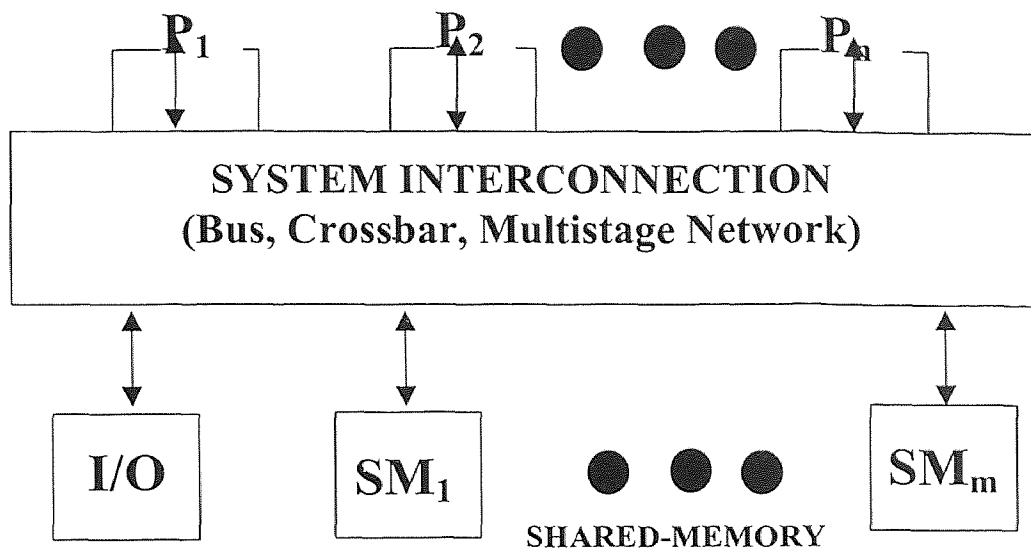 P₁ P₂ Pₙ
SYSTEM INTERCONNECTION
(Bus, Crossbar, Multistage Network)
I/O SM₁ SMₘ
SHARED-MEMORY